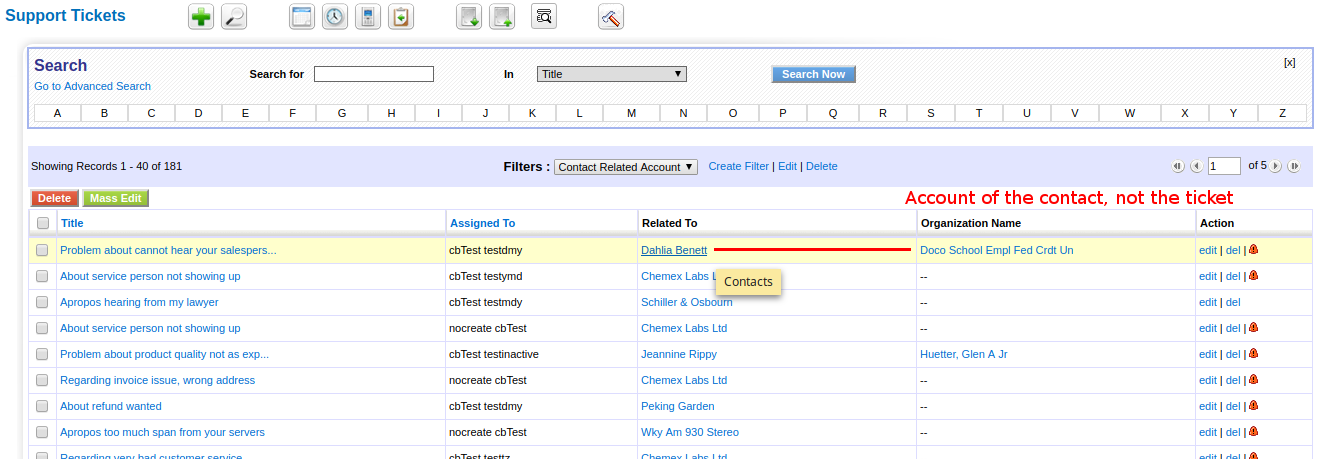 Support Tickets
Search
[x]
Search for In Title Search Now
Go to Advanced Search
A B C D E F G H I J K L M N O P Q R S T U V W X Y Z
Showing Records 1 - 40 of 181 Filters : Contact Related Account Create Filter | Edit | Delete 1 of 5
Delete Mass Edit Account of the contact, not the ticket
Title Assigned To Related To Organization Name Action
Problem about cannot hear your salespers... cbTest testdmy Dahlia Benett Doco School Empl Fed Crdt Un edit | del |
About service person not showing up cbTest testymd Chemex Labs L -- edit | del |
Contacts
Apropos hearing from my lawyer cbTest testmdy Schiller & Osbourn -- edit | del
About service person not showing up nocreate cbTest Chemex Labs Ltd -- edit | del |
Problem about product quality not as exp... cbTest testinactive Jeannine Rippy Huetter, Glen A Jr edit | del |
Regarding invoice issue, wrong address nocreate cbTest Chemex Labs Ltd -- edit | del |
About refund wanted cbTest testdmy Peking Garden -- edit | del |
Apropos too much span from your servers nocreate cbTest Wky Am 930 Stereo -- edit | del |
Regarding very bad customer service cbTest testtz Chemex Labs Ltd -- edit | del |